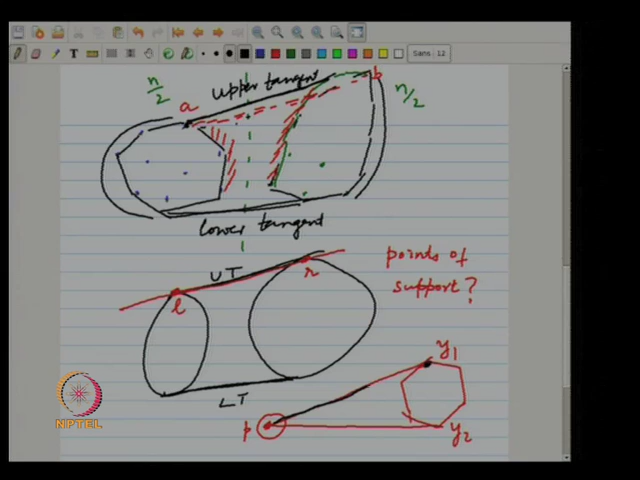 Sans 12
n/2
a
upper tangent
b
n/2
lower tangent
UT
l
r
points of
support?
LT
y1
p
y2
NPTEL